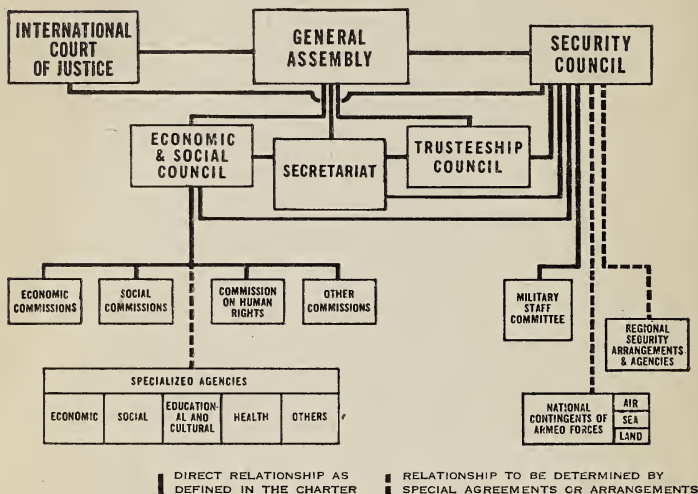 INTERNATIONAL
COURT
OF JUSTICE
GENERAL
ASSEMBLY
SECURITY
COUNCIL
ECONOMIC
& SOCIAL
COUNCIL
SECRETARIAT
TRUSTEESHIP
COUNCIL
ECONOMIC
COMMISSIONS
SOCIAL
COMMISSIONS
COMMISSION
ON HUMAN
RIGHTS
OTHER
COMMISSIONS
MILITARY
STAFF
COMMITTEE
REGIONAL
SECURITY
ARRANGEMENTS
& AGENCIES
SPECIALIZED AGENCIES
ECONOMIC
SOCIAL
EDUCATION-
AL AND
CULTURAL
HEALTH
OTHERS
NATIONAL
CONTINGENTS OF
ARMED FORCES
AIR
SEA
LAND
DIRECT RELATIONSHIP AS
DEFINED IN THE CHARTER
RELATIONSHIP TO BE DETERMINED BY
SPECIAL AGREEMENTS OR ARRANGEMENTS